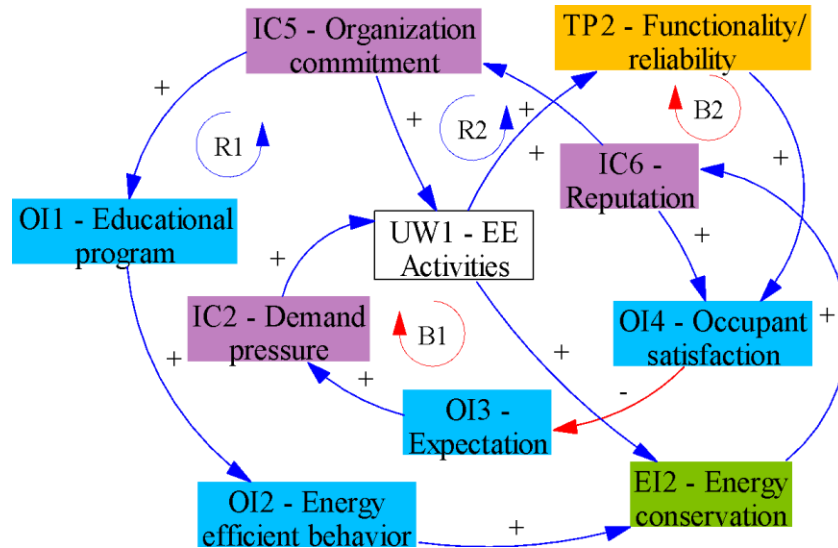 IC5 - Organization
commitment
TP2 - Functionality/
reliability
+
+
+
R1
R2
B2
+
+
IC6 -
Reputation
OI1 - Educational
program
UW1 - EE
Activities
+
+
IC2 - Demand
pressure
B1
OI4 - Occupant
satisfaction
+
+
+
+
-
OI3 -
Expectation
OI2 - Energy
efficient behavior
+
EI2 - Energy
conservation